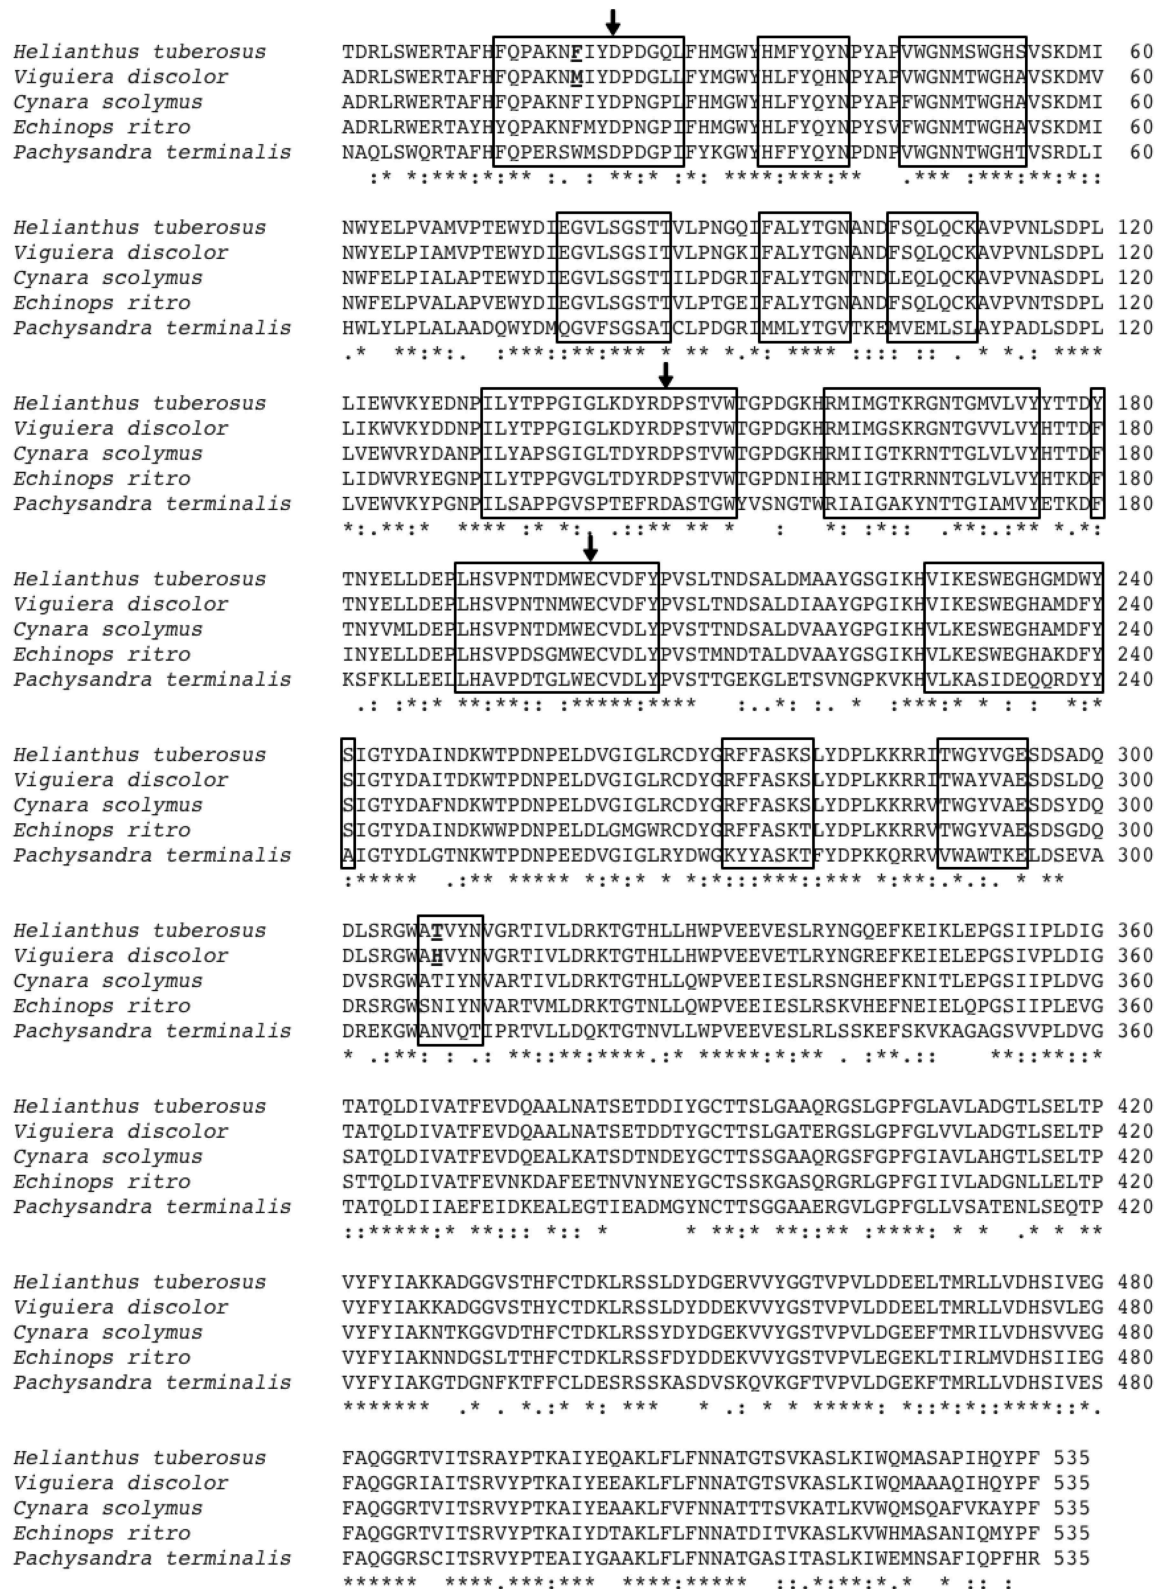 Helianthus tuberosus TDRLSWERTAFHFQPAKNFIYDPDGQLFHMGWYHMFYQYNPYAPVWGNMSWGHSVSKDMI 60
Viguiera discolor ADRLSWERTAFHFQPAKNMIYDPDGLLFYMGWYHLFYQHNPYAPVWGNMTWGHAVSKDMV 60
Cynara scolymus ADRLRWERTAFHFQPAKNFIYDPNGPLFHMGWYHLFYQYNPYAPFWGNMTWGHAVSKDMI 60
Echinops ritro ADRLRWERTAYHYQPAKNFMYDPNGPIFHMGWYHLFYQYNPYSVFWGNMTWGHAVSKDMI 60
Pachysandra terminalis NAQLSWQRTAFHFQPERSWMSDPDGPIFYKGWYHFFYQYNPDNPVWGNNTWGHTVSRDLI 60
:* *:***:*:** :. : **:* :*: ****:***:** .*** :***:**:*::
Helianthus tuberosus NWYELPVAMVPTEWYDIEGVLSGSTTVLPNGQIFALYTGNANDFSQLQCKAVPVNLSDPL 120
Viguiera discolor NWYELPIAMVPTEWYDIEGVLSGSITVLPNGKIFALYTGNANDFSQLQCKAVPVNLSDPL 120
Cynara scolymus NWFELPIALAPTEWYDIEGVLSGSTTILPDGRIFALYTGNTNDLEQLQCKAVPVNASDPL 120
Echinops ritro NWFELPVALAPVEWYDIEGVLSGSTTVLPTGEIFALYTGNANDFSQLQCKAVPVNTSDPL 120
Pachysandra terminalis HWLYLPLALAADQWYDMQGVFSGSATCLPDGRIMMLYTGVTKEMVEMLSLAYPADLSDPL 120
.* **:*:. :***::**:*** * ** *.*: **** :::: :: . * *.: ****
Helianthus tuberosus LIEWVKYEDNPILYTPPGIGLKDYRDPSTVWTGPDGKHRMIMGTKRGNTGMVLVYYTTDY 180
Viguiera discolor LIKWVKYDDNPILYTPPGIGLKDYRDPSTVWTGPDGKHRMIMGSKRGNTGVVLVYHTTDF 180
Cynara scolymus LVEWVRYDANPILYAPSGIGLTDYRDPSTVWTGPDGKHRMIIGTKRNTTGLVLVYHTTDF 180
Echinops ritro LIDWVRYEGNPILYTPPGVGLTDYRDPSTVWTGPDNIHRMIIGTRRNNTGLVLVYHTKDF 180
Pachysandra terminalis LVEWVKYPGNPILSAPPGVSPTEFRDASTGWYVSNGTWRIAIGAKYNTTGIAMVYETKDF 180
*:.**:* **** :*.*:. .::**.** * : *: :*:: .**:.:** *.*:
Helianthus tuberosus TNYELLDEPLHSVPNTDMWECVDFYPVSLTNDSALDMAAYGSGIKHVIKESWEGHGMDWY 240
Viguiera discolor TNYELLDEPLHSVPNTNMWECVDFYPVSLTNDSALDIAAYGPGIKHVIKESWEGHAMDFY 240
Cynara scolymus TNYVMLDEPLHSVPNTDMWECVDLYPVSTTNDSALDVAAYGPGIKHVLKESWEGHAMDFY 240
Echinops ritro INYELLDEPLHSVPDSGMWECVDLYPVSTMNDTALDVAAYGSGIKHVLKESWEGHAKDFY 240
Pachysandra terminalis KSFKLLEELLHAVPDTGLWECVDLYPVSTTGEKGLETSVNGPKVKHVLKASIDEQQRDYY 240
.: :*:* **:**:: :*****:**** :..*: :. * :***:* * : : *:*
Helianthus tuberosus SIGTYDAINDKWTPDNPELDVGIGLRCDYGRFFASKSLYDPLKKRRITWGYVGESDSADQ 300
Viguiera discolor SIGTYDAITDKWTPDNPELDVGIGLRCDYGRFFASKSLYDPLKKRRITWAYVAESDSLDQ 300
Cynara scolymus SIGTYDAFNDKWTPDNPELDVGIGLRCDYGRFFASKSLYDPLKKRRVTWGYVAESDSYDQ 300
Echinops ritro SIGTYDAINDKWWPDNPELDLGMGWRCDYGRFFASKTLYDPLKKRRVTWGYVAESDSGDQ 300
Pachysandra terminalis AIGTYDLGTNKWTPDNPEEDVGIGLRYDWGKYYASKTFYDPKKQRRVVWAWTKELDSEVA 300
:***** .:** ***** *:*:* * *:*:::***::*** *:**:.*.:. * **
Helianthus tuberosus DLSRGWATVYNVGRTIVLDRKTGTHLLHWPVEEVESLRYNGQEFKEIKLEPGSIIPLDIG 360
Viguiera discolor DLSRGWAHVYNVGRTIVLDRKTGTHLLHWPVEEVETLRYNGREFKEIELEPGSIVPLDIG 360
Cynara scolymus DVSRGWATIYNVARTIVLDRKTGTHLLQWPVEEIESLRSNGHEFKNITLEPGSIIPLDVG 360
Echinops ritro DRSRGWSNIYNVARTVMLDRKTGTNLLQWPVEEIESLRSKVHEFNEIELQPGSIIPLEVG 360
Pachysandra terminalis DREKGWANVQTIPRTVLLDQKTGTNVLLWPVEEVESLRLSSKEFSKVKAGAGSVVPLDVG 360
* .:**: : .: **::**:****.:* *****:*:** . :**.:: **::**::*
Helianthus tuberosus TATQLDIVATFEVDQAALNATSETDDIYGCTTSLGAAQRGSLGPFGLAVLADGTLSELTP 420
Viguiera discolor TATQLDIVATFEVDQAALNATSETDDTYGCTTSLGATERGSLGPFGLVVLADGTLSELTP 420
Cynara scolymus SATQLDIVATFEVDQEALKATSDTNDEYGCTTSSGAAQRGSFGPFGIAVLAHGTLSELTP 420
Echinops ritro STTQLDIVATFEVNKDAFEETNVNYNEYGCTSSKGASQRGRLGPFGIIVLADGNLLELTP 420
Pachysandra terminalis TATQLDIIAEFEIDKEALEGTIEADMGYNCTTSGGAAERGVLGPFGLLVSATENLSEQTP 420
::*****:* **::: *:: * * **:* **::** :****: * * .* * **
Helianthus tuberosus VYFYIAKKADGGVSTHFCTDKLRSSLDYDGERVVYGGTVPVLDDEELTMRLLVDHSIVEG 480
Viguiera discolor VYFYIAKKADGGVSTHYCTDKLRSSLDYDDEKVVYGSTVPVLDDEELTMRLLVDHSVLEG 480
Cynara scolymus VYFYIAKNTKGGVDTHFCTDKLRSSYDYDGEKVVYGSTVPVLDGEEFTMRILVDHSVVEG 480
Echinops ritro VYFYIAKNNDGSLTTHFCTDKLRSSFDYDDEKVVYGSTVPVLEGEKLTIRLMVDHSIIEG 480
Pachysandra terminalis VYFYIAKGTDGNFKTFFCLDESRSSKASDVSKQVKGFTVPVLDGEKFTMRLLVDHSIVES 480
******* .* . *.:* *: *** * .: * * *****: *::*:*::****::*.
Helianthus tuberosus FAQGGRTVITSRAYPTKAIYEQAKLFLFNNATGTSVKASLKIWQMASAPIHQYPF 535
Viguiera discolor FAQGGRIAITSRVYPTKAIYEEAKLFLFNNATGTSVKASLKIWQMAAAQIHQYPF 535
Cynara scolymus FAQGGRTVITSRVYPTKAIYEAAKLFVFNNATTTSVKATLKVWQMSQAFVKAYPF 535
Echinops ritro FAQGGRTVITSRVYPTKAIYDTAKLFLFNNATDITVKASLKVWHMASANIQMYPF 535
Pachysandra terminalis FAQGGRSCITSRVYPTEAIYGAAKLFLFNNATGASITASLKIWEMNSAFIQPFHR 535
****** ****.***:*** ****:***** ::.*:**:*.* * :: :